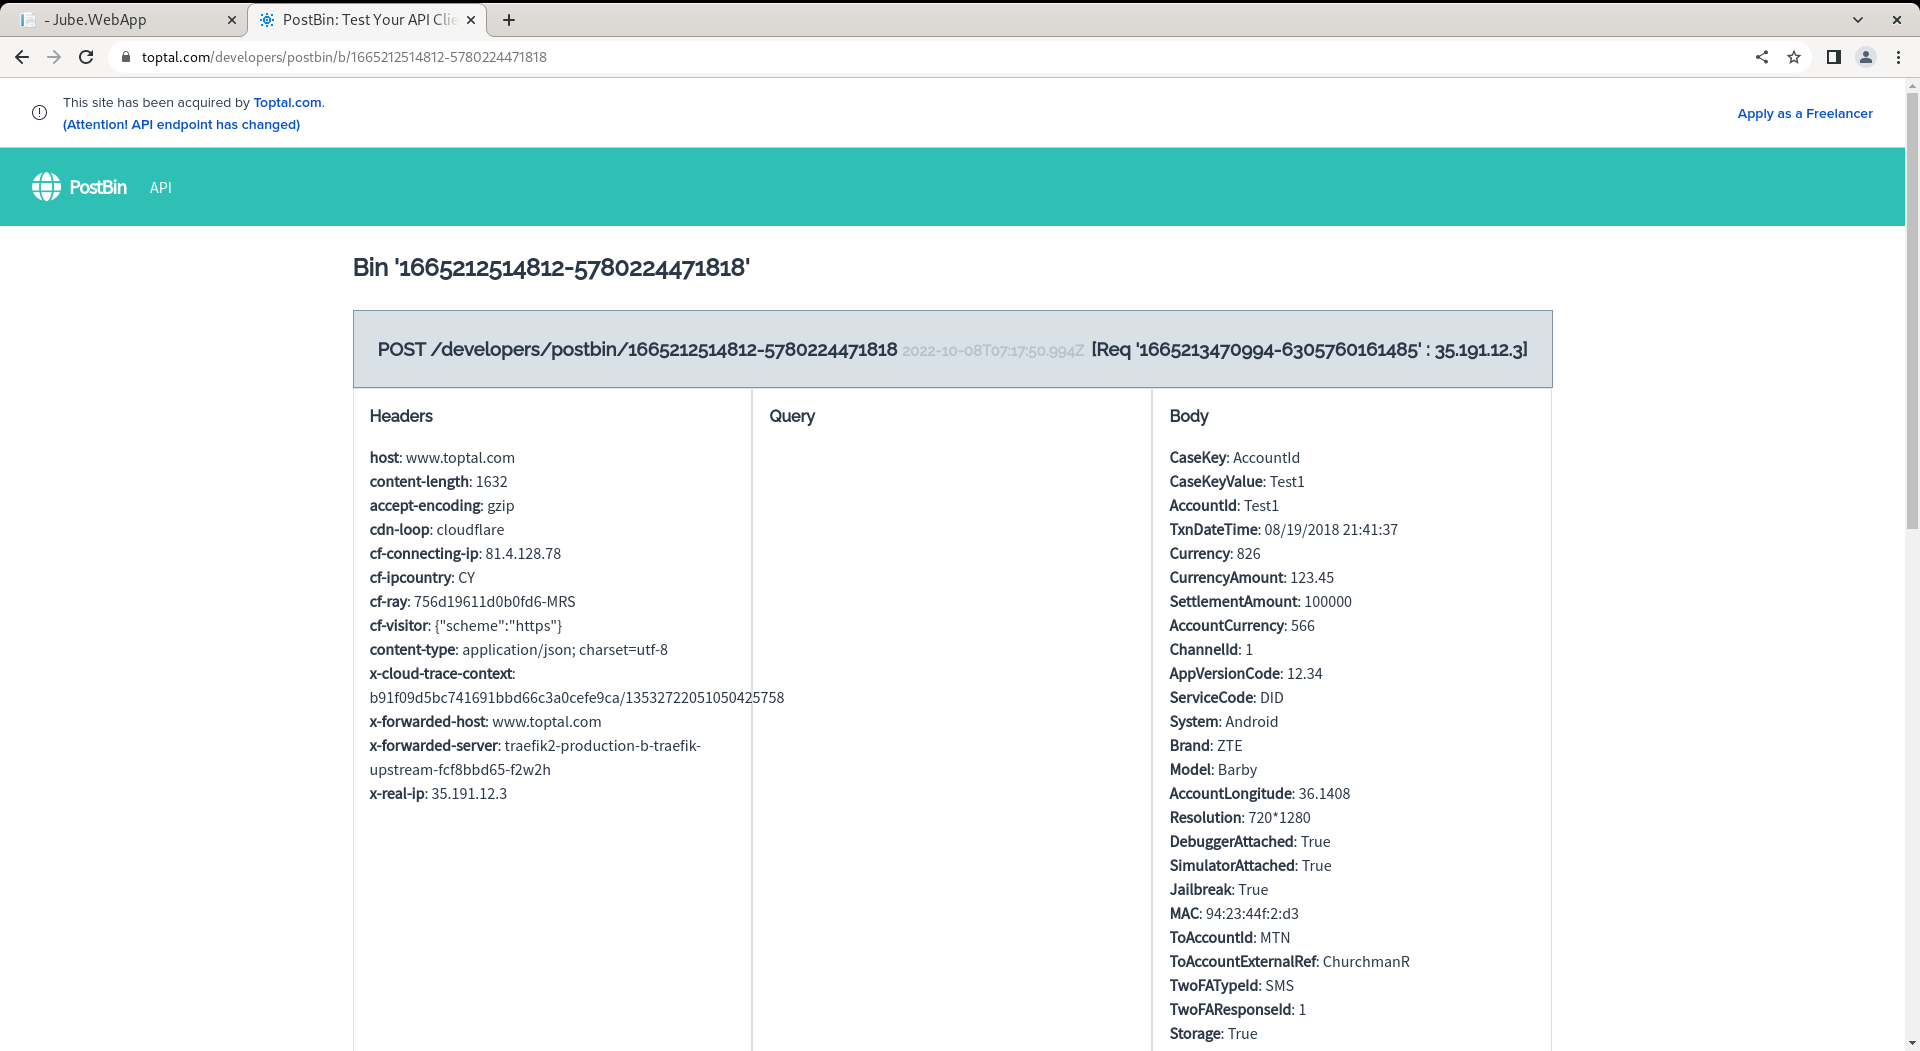 - Jube.WebApp
PostBin: Test Your API Clie
toptal.com/developers/postbin/b/1665212514812-5780224471818
This site has been acquired by Toptal.com.
(Attention! API endpoint has changed)
Apply as a Freelancer
PostBin
API
Bin '1665212514812-5780224471818'
POST /developers/postbin/1665212514812-5780224471818 2022-10-08T07:17:50.994Z [Req '1665213470994-6305760161485' : 35.191.12.3]
Headers
host: www.toptal.com
content-length: 1632
accept-encoding: gzip
cdn-loop: cloudflare
cf-connecting-ip: 81.4.128.78
cf-ipcountry: CY
cf-ray: 756d19611d0b0fd6-MRS
cf-visitor: {"scheme":"https"}
content-type: application/json; charset=utf-8
x-cloud-trace-context:
b91f09d5bc741691bbd66c3a0cefe9ca/13532722051050425758
x-forwarded-host: www.toptal.com
x-forwarded-server: traefik2-production-b-traefik-
upstream-fcf8bbd65-f2w2h
x-real-ip: 35.191.12.3
Query
Body
CaseKey: AccountId
CaseKeyValue: Test1
AccountId: Test1
TxnDateTime: 08/19/2018 21:41:37
Currency: 826
CurrencyAmount: 123.45
SettlementAmount: 100000
AccountCurrency: 566
ChannelId: 1
AppVersionCode: 12.34
ServiceCode: DID
System: Android
Brand: ZTE
Model: Barby
AccountLongitude: 36.1408
Resolution: 720*1280
DebuggerAttached: True
SimulatorAttached: True
Jailbreak: True
MAC: 94:23:44f:2:d3
ToAccountId: MTN
ToAccountExternalRef: ChurchmanR
TwoFATypeId: SMS
TwoFAResponseId: 1
Storage: True